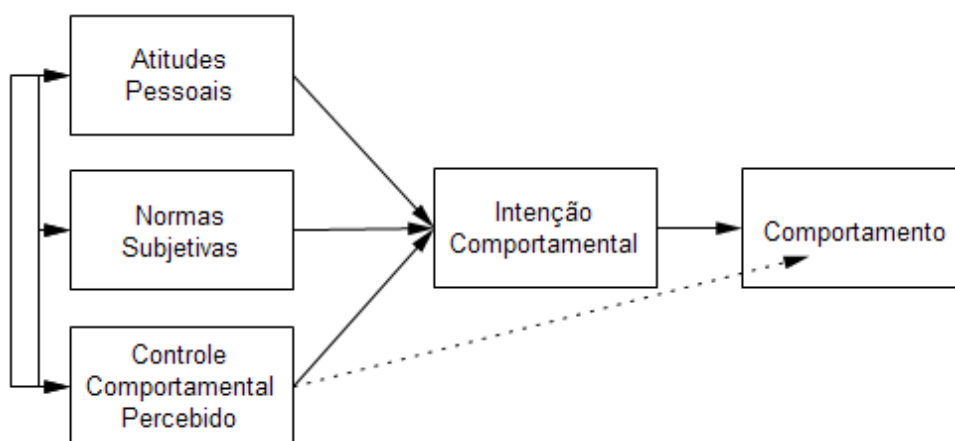 Atitudes
Pessoais
Normas
Subjetivas
Controle
Comportamental
Percebido
Intenção
Comportamental
Comportamento